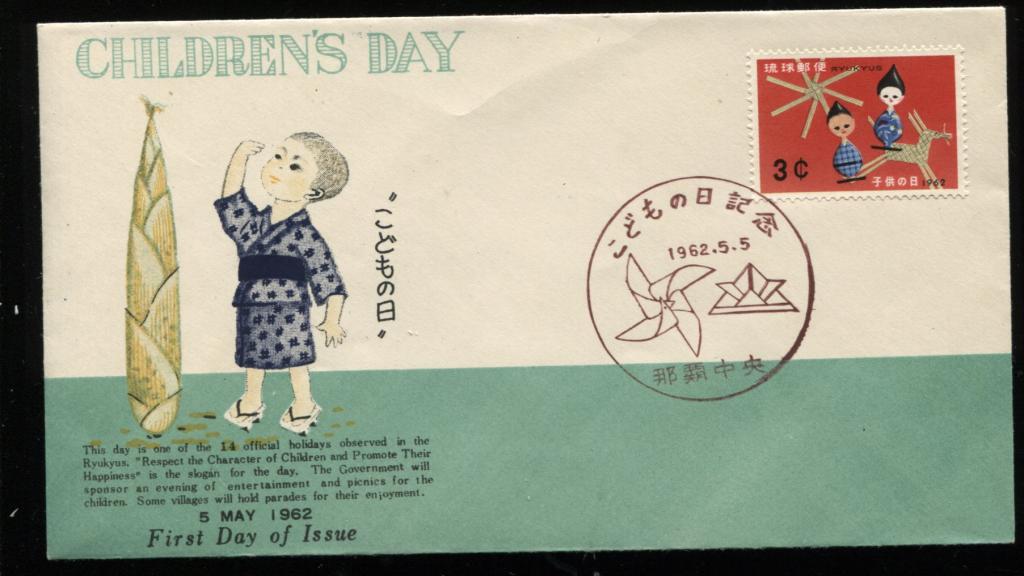 CHILDREN'S DAY
琉球郵便 RYUKYUS
3¢
子供の日 1962
こどもの日記念
1962.5.5
那覇中央
"こどもの日"
This day is one of the 14 official holidays observed in the
Ryukyus. "Respect the Character of Children and Promote Their
Happiness" is the slogan for the day. The Government will
sponsor an evening of entertainment and picnics for the
children. Some villages will hold parades for their enjoyment.
5 MAY 1962
First Day of Issue